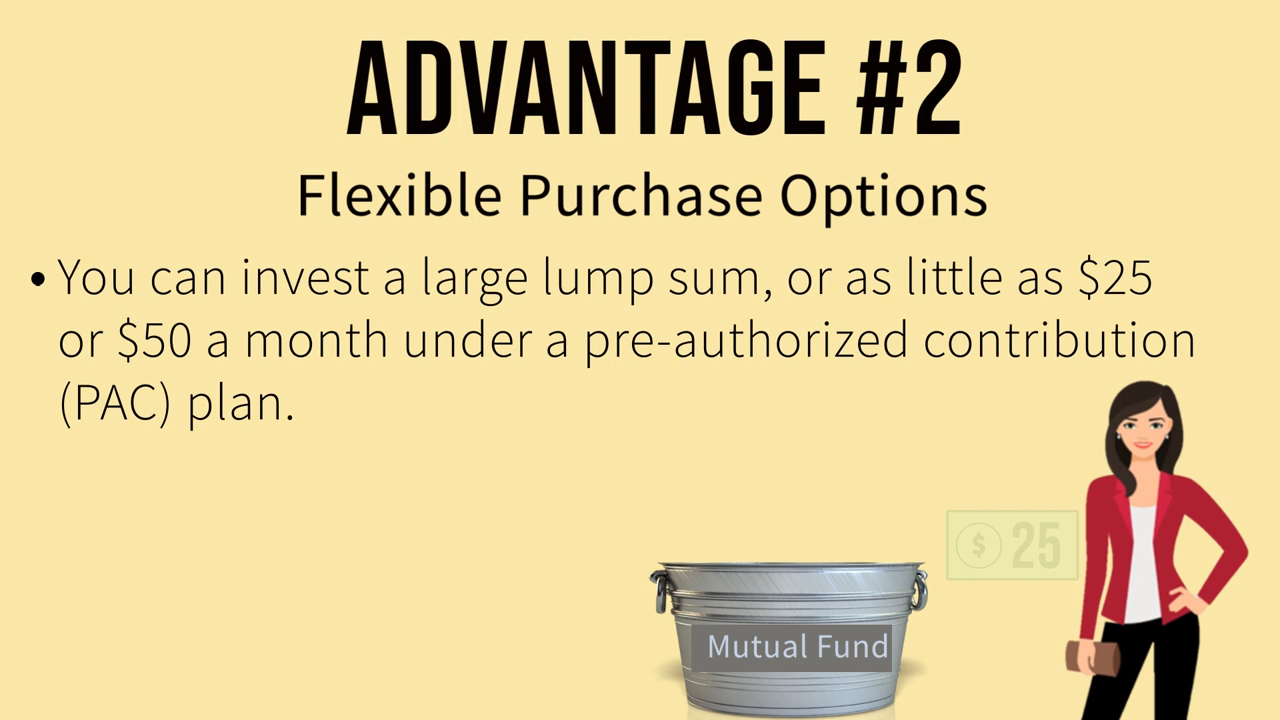 ADVANTAGE #2
Flexible Purchase Options
• You can invest a large lump sum, or as little as $25
or $50 a month under a pre-authorized contribution
(PAC) plan.
$ 25
Mutual Fund